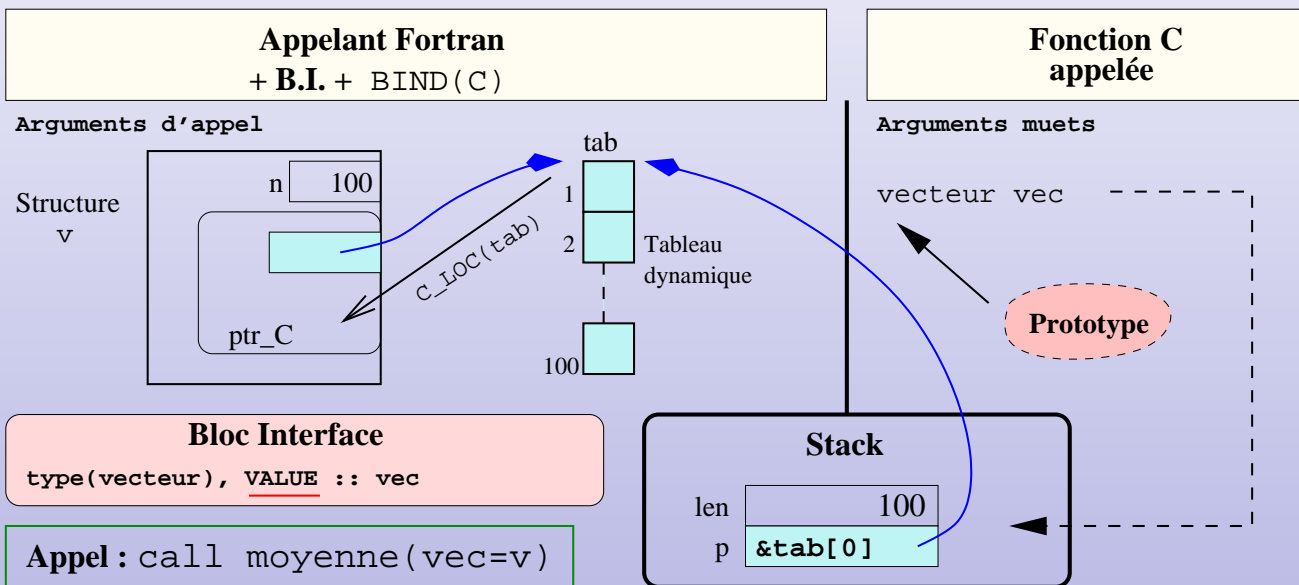 Appelant Fortran
+ B.I. + BIND(C)
Fonction C
appelée
Arguments d'appel
Arguments muets
tab
n 100
1
vecteur vec
Structure
v
C_LOC(tab)
2
Tableau
dynamique
Prototype
ptr_C
100
Bloc Interface
type(vecteur), VALUE :: vec
Stack
len 100
p &tab[0]
Appel : call moyenne(vec=v)